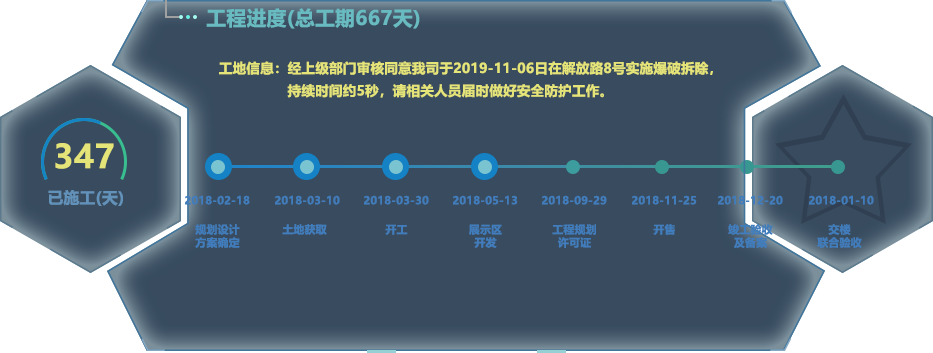 工程进度(总工期667天)
工地信息：经上级部门审核同意我司于2019-11-06日在解放路8号实施爆破拆除，
持续时间约5秒，请相关人员届时做好安全防护工作。
347
已施工(天)
2018-02-18 2018-03-10 2018-03-30 2018-05-13 2018-09-29 2018-11-25 2018-12-20 2018-01-10
规划设计 土地获取 开工 展示区 工程规划 开售 交楼
方案确定 开发 许可证 及备案 联合验收